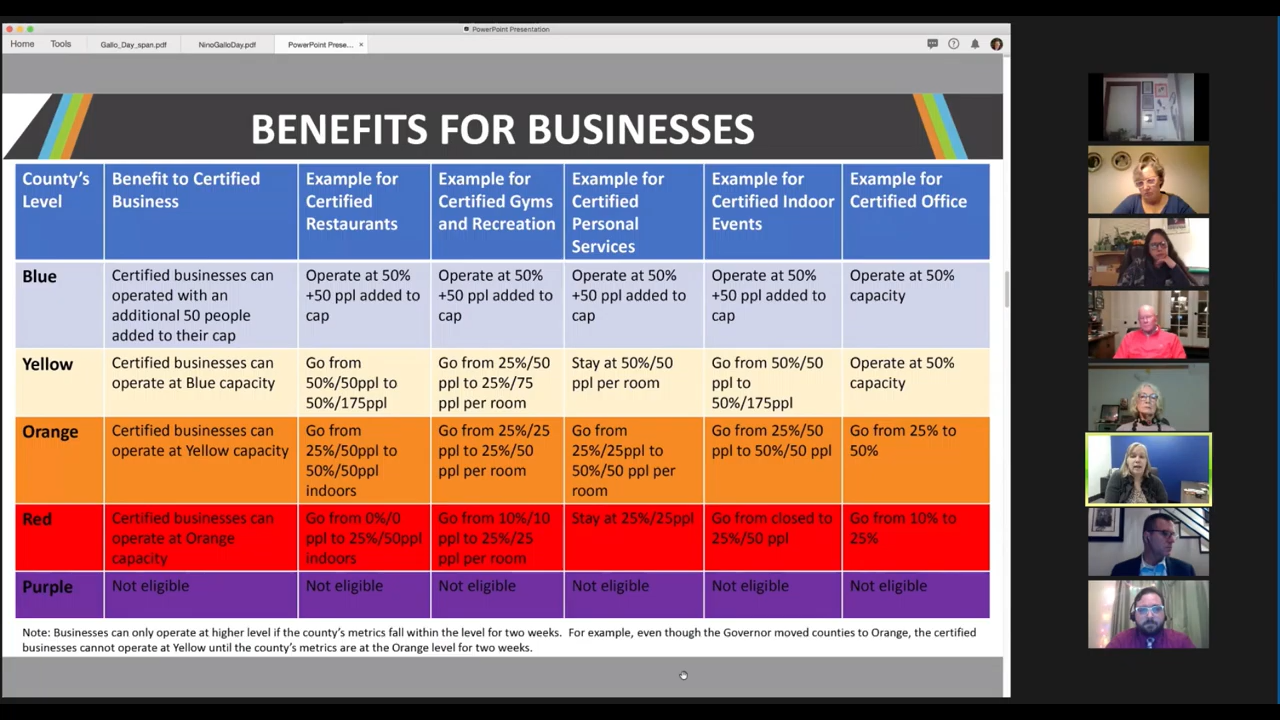 PowerPoint Presentation
Home Tools Gallo_Day_span.pdf NinoGalloDay.pdf PowerPoint Prese... ×
BENEFITS FOR BUSINESSES
County's Level
Benefit to Certified
Business
Example for
Certified
Restaurants
Example for
Certified Gyms
and Recreation
Example for
Certified
Personal
Services
Example for
Certified Indoor
Events
Example for
Certified Office
Blue
Certified businesses can
operated with an
additional 50 people
added to their cap
Operate at 50%
+50 ppl added to
cap
Operate at 50%
+50 ppl added to
cap
Operate at 50%
+50 ppl added to
cap
Operate at 50%
+50 ppl added to
cap
Operate at 50%
capacity
Yellow
Certified businesses can
operate at Blue capacity
Go from
50%/50ppl to
50%/175ppl
Go from 25%/50
ppl to 25%/75
ppl per room
Stay at 50%/50
ppl per room
Go from 50%/50
ppl to
50%/175ppl
Operate at 50%
capacity
Orange
Certified businesses can
operate at Yellow capacity
Go from
25%/50ppl to
50%/50ppl
indoors
Go from 25%/25
ppl to 25%/50
ppl per room
Go from
25%/25ppl to
50%/50 ppl per
room
Go from 25%/50
ppl to 50%/50 ppl
Go from 25% to
50%
Red
Certified businesses can
operate at Orange
capacity
Go from 0%/0
ppl to 25%/50ppl
indoors
Go from 10%/10
ppl to 25%/25
ppl per room
Stay at 25%/25ppl
Go from closed to
25%/50 ppl
Go from 10% to
25%
Purple
Not eligible
Not eligible
Not eligible
Not eligible
Not eligible
Not eligible
Note: Businesses can only operate at higher level if the county's metrics fall within the level for two weeks. For example, even though the Governor moved counties to Orange, the certified
businesses cannot operate at Yellow until the county's metrics are at the Orange level for two weeks.